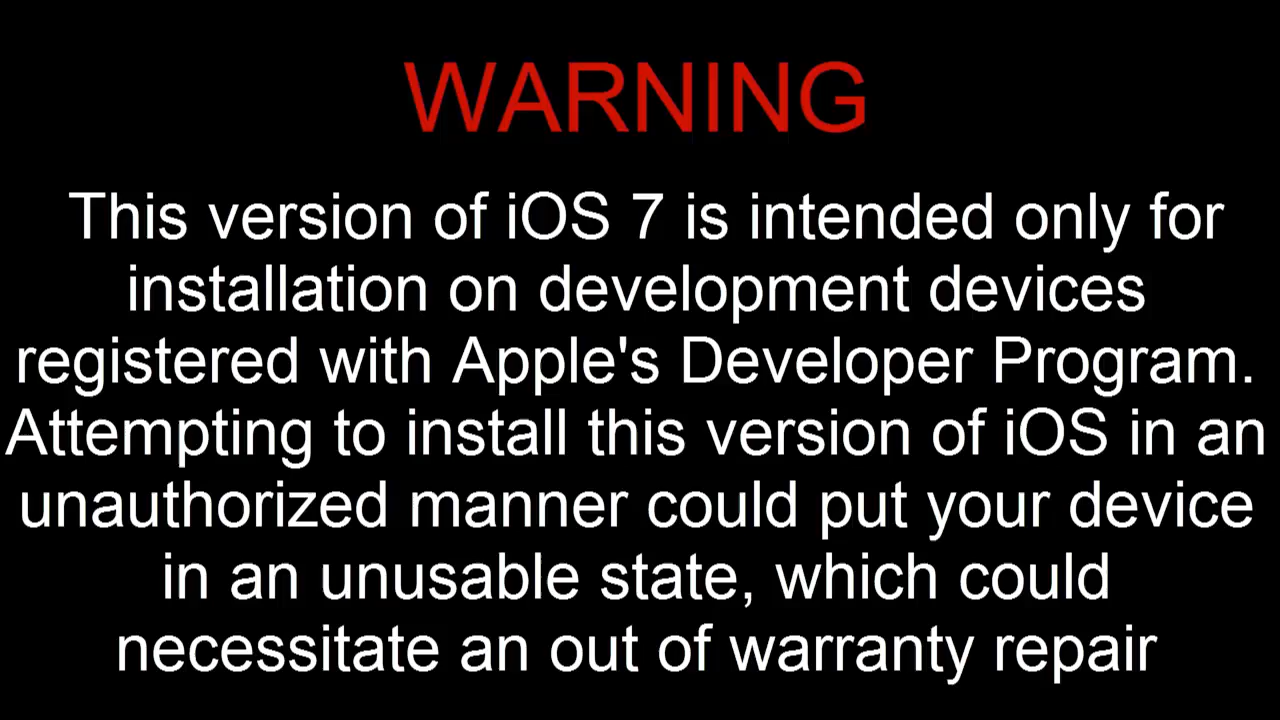 WARNING
This version of iOS 7 is intended only for
installation on development devices
registered with Apple's Developer Program.
Attempting to install this version of iOS in an
unauthorized manner could put your device
in an unusable state, which could
necessitate an out of warranty repair